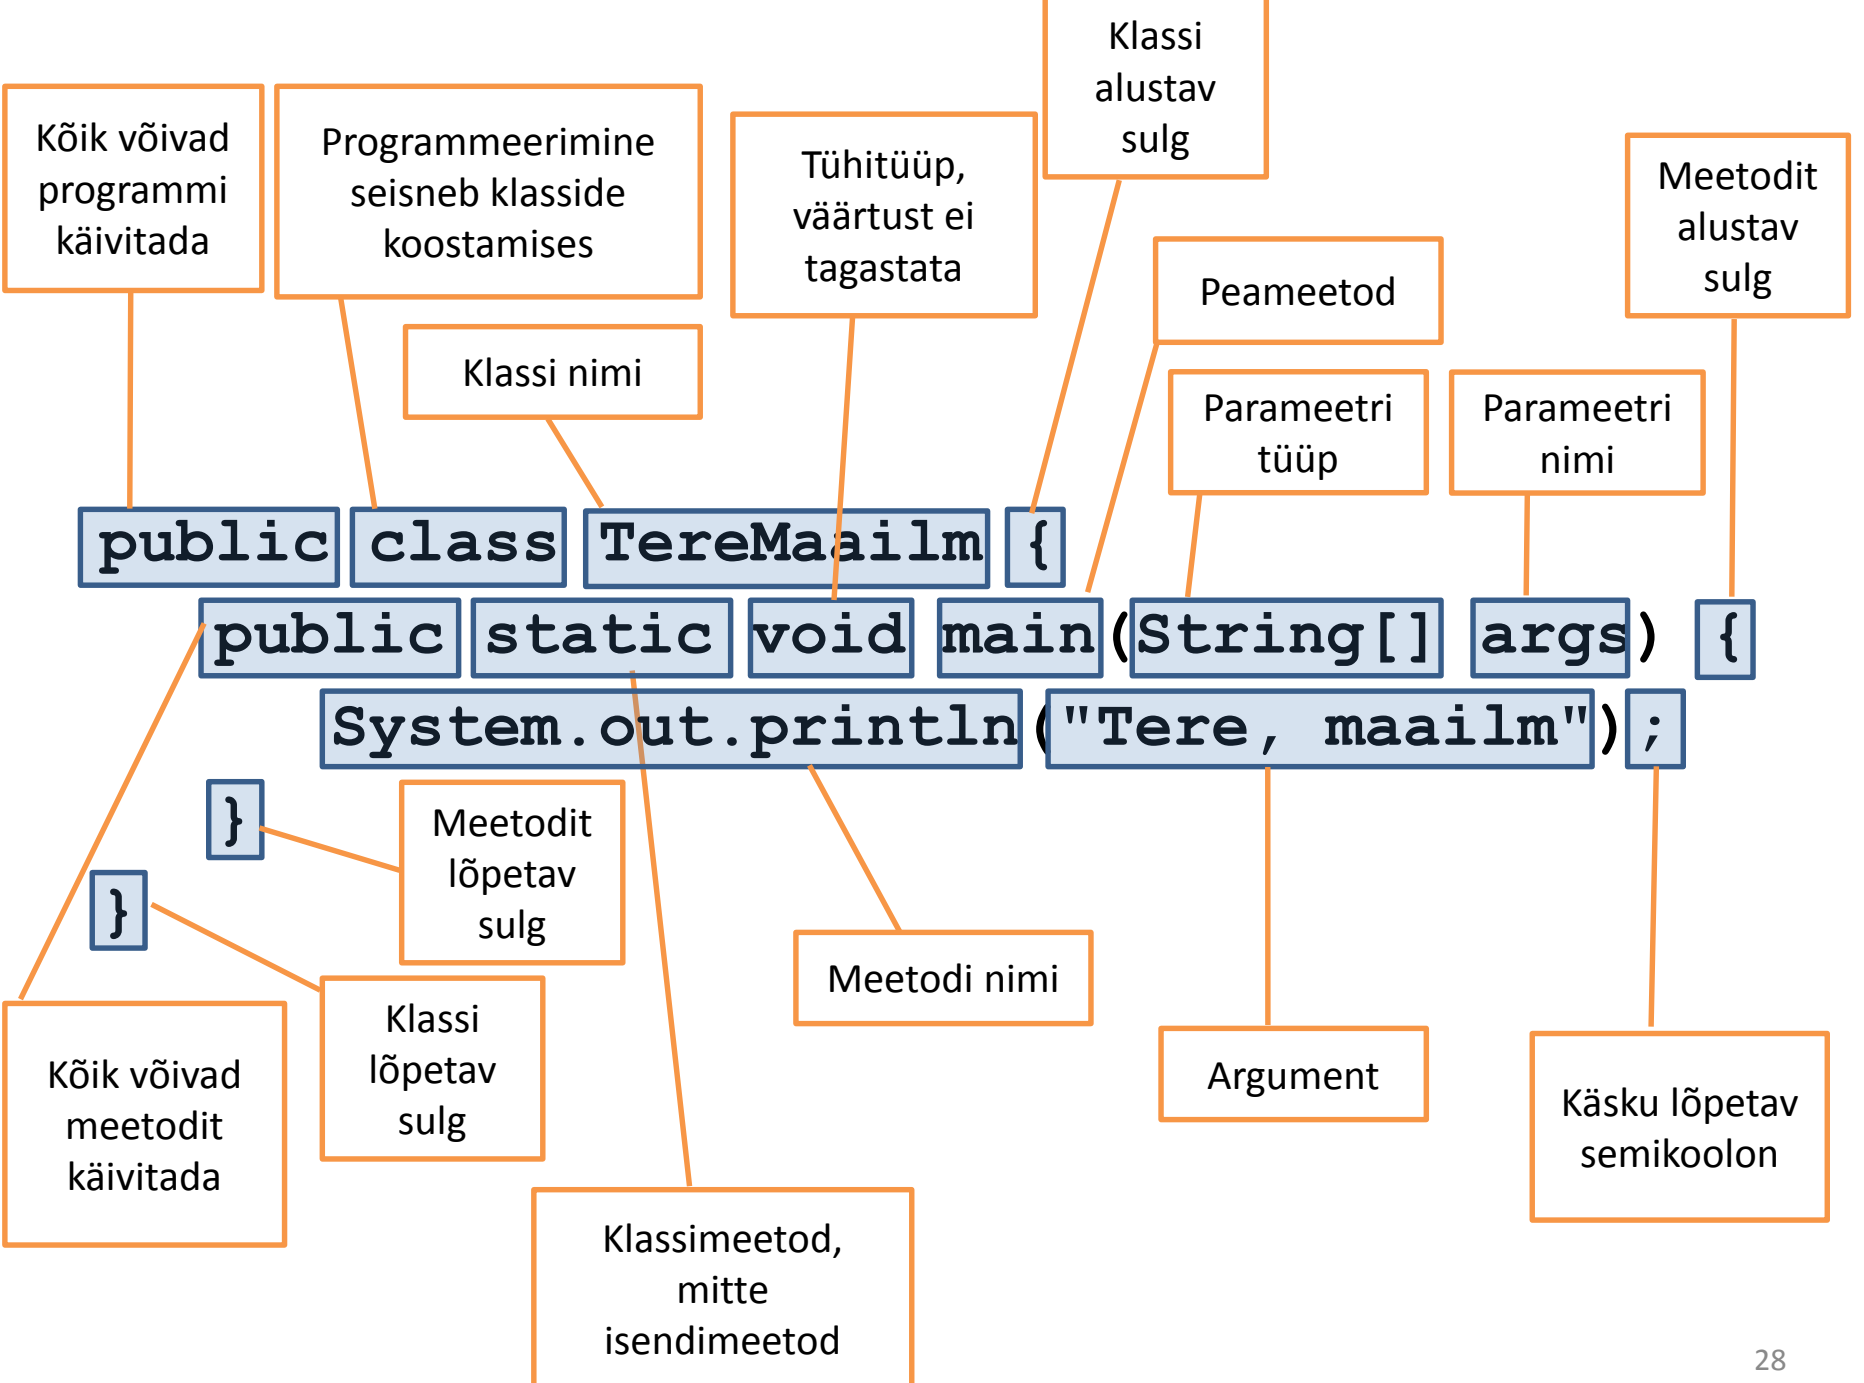 Klassi
alustav
sulg
Kõik võivad
programmi
käivitada
Programmeerimine
seisneb klasside
koostamises
Tühitüüp,
väärtust ei
tagastata
Meetodit
alustav
sulg
Peameetod
Klassi nimi
Parameetri
tüüp
Parameetri
nimi
public class TereMaailm {
public static void main(String[] args) {
System.out.println("Tere, maailm");
}
}
Meetodit
lõpetav
sulg
Meetodi nimi
Klassi
lõpetav
sulg
Kõik võivad
meetodit
käivitada
Argument
Käsku lõpetav
semikoolon
Klassimeetod,
mitte
isendimeetod
28